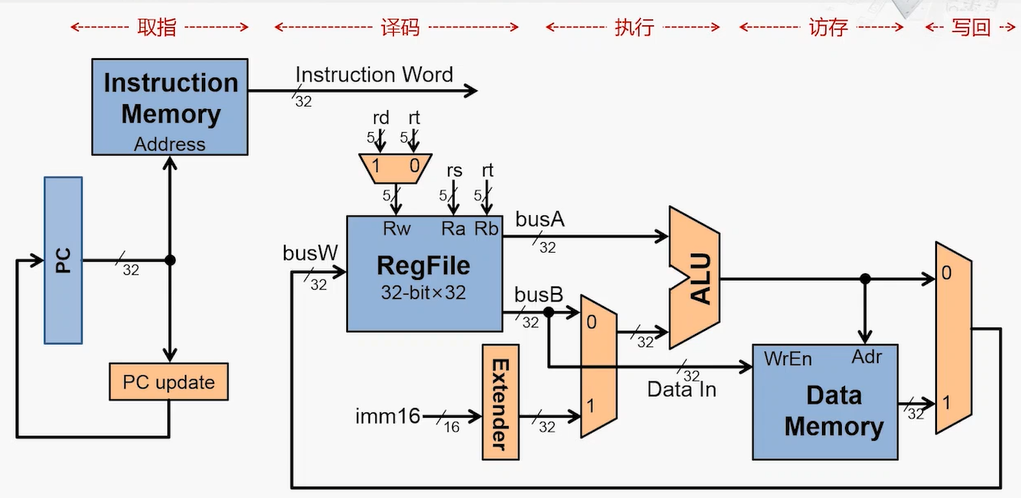 取指
译码
执行
访存
写回
Instruction
Memory
Address
Instruction Word
32
PC
32
PC update
rd rt
5 5
1 0
5
rs rt
5 5
Rw Ra Rb
RegFile
32-bit×32
busW
32
busA
32
busB
32
imm16
16
Extender
32
0
1
32
ALU
32
Data In
WrEn Adr
Data
Memory
32
0
1